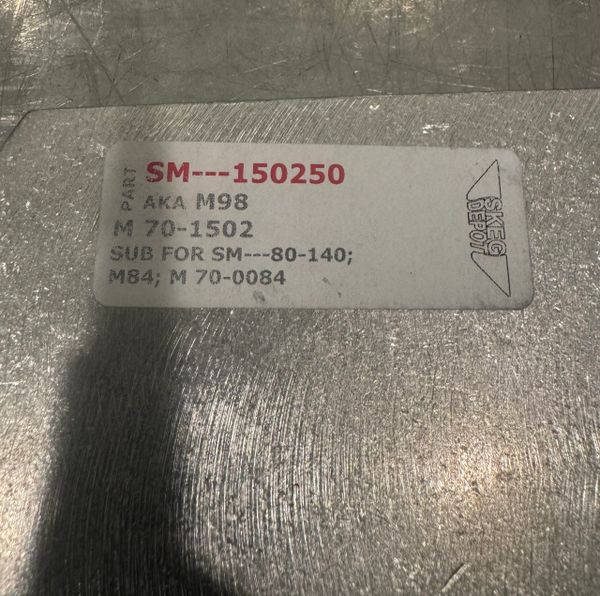 PART
SM---150250
AKA M98
M 70-1502
SUB FOR SM---80-140;
M84; M 70-0084
SKEG
DEPOT